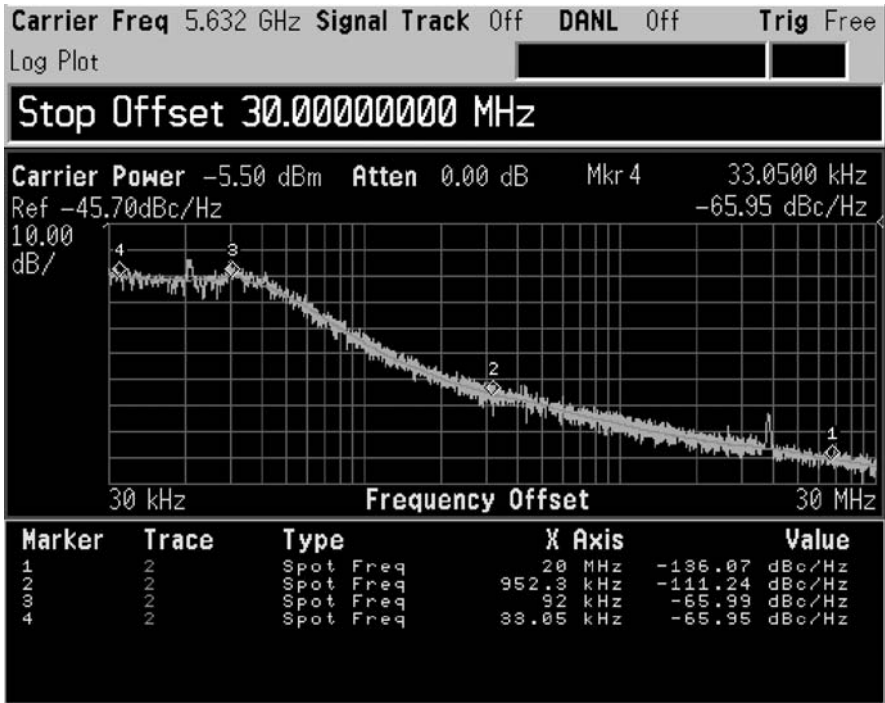 Carrier Freq 5.632 GHz Signal Track Off DANL Off Trig Free
Log Plot
Stop Offset 30.00000000 MHz
Carrier Power -5.50 dBm Atten 0.00 dB Mkr 4 33.0500 kHz
Ref -45.70dBc/Hz -65.95 dBc/Hz
10.00
dB/
4
3
2
1
30 kHz Frequency Offset 30 MHz
Marker Trace Type X Axis Value
1 2 Spot Freq 20 MHz -136.07 dBc/Hz
2 2 Spot Freq 952.3 kHz -111.24 dBc/Hz
3 2 Spot Freq 92 kHz -65.99 dBc/Hz
4 2 Spot Freq 33.05 kHz -65.95 dBc/Hz